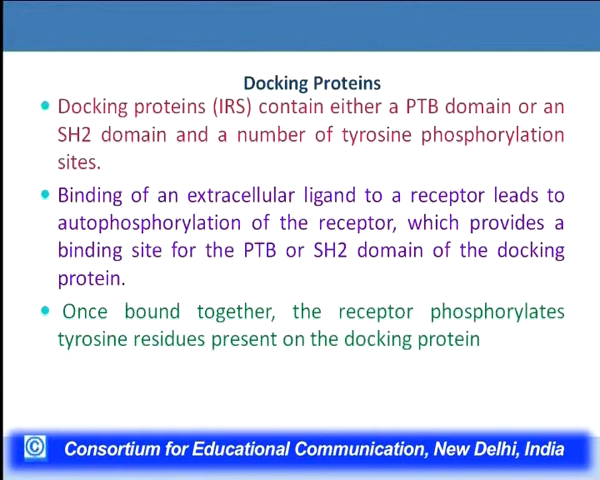 Docking Proteins
Docking proteins (IRS) contain either a PTB domain or an
SH2 domain and a number of tyrosine phosphorylation
sites.
Binding of an extracellular ligand to a receptor leads to
autophosphorylation of the receptor, which provides a
binding site for the PTB or SH2 domain of the docking
protein.
Once bound together, the receptor phosphorylates
tyrosine residues present on the docking protein
© Consortium for Educational Communication, New Delhi, India